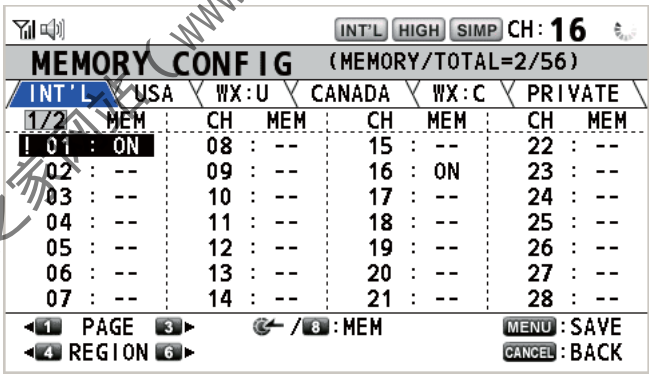 INT'L HIGH SIMP CH:16
MEMORY CONFIG (MEMORY/TOTAL=2/56)
INT'L USA WX:U CANADA WX:C PRIVATE
1/2 MEM CH MEM CH MEM CH MEM
! 01 : ON 08 : -- 15 : -- 22 : --
02 : -- 09 : -- 16 : ON 23 : --
03 : -- 10 : -- 17 : -- 24 : --
04 : -- 11 : -- 18 : -- 25 : --
05 : -- 12 : -- 19 : -- 26 : --
06 : -- 13 : -- 20 : -- 27 : --
07 : -- 14 : -- 21 : -- 28 : --
◄1 PAGE 3► /8:MEM MENU:SAVE
◄4 REGION 6► CANCEL:BACK